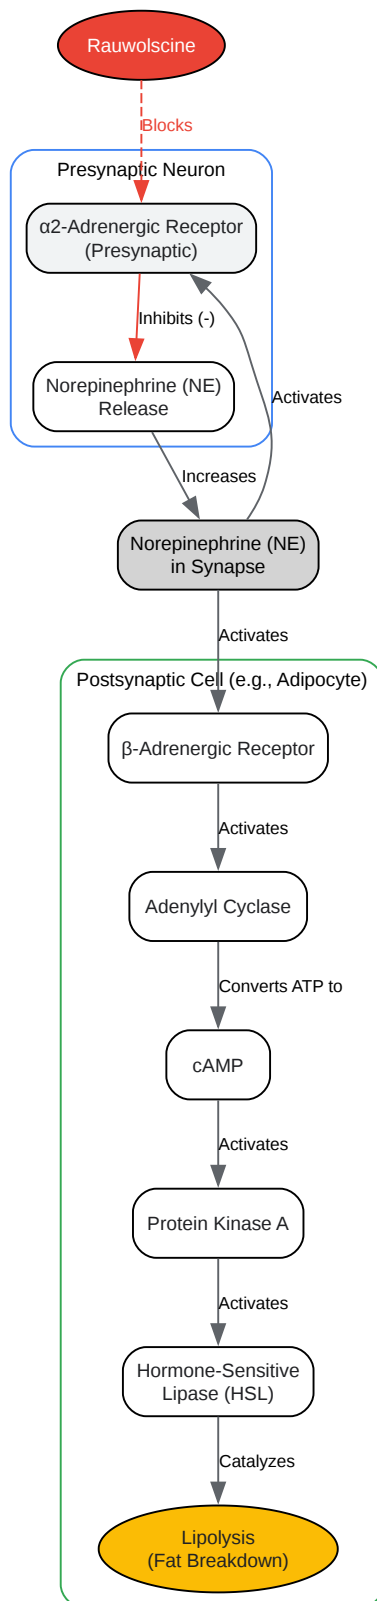 Rauwolscine
Blocks
Presynaptic Neuron
α2-Adrenergic Receptor
(Presynaptic)
Inhibits (-)
Norepinephrine (NE)
Release
Activates
Increases
Norepinephrine (NE)
in Synapse
Activates
Postsynaptic Cell (e.g., Adipocyte)
β-Adrenergic Receptor
Activates
Adenylyl Cyclase
Converts ATP to
cAMP
Activates
Protein Kinase A
Activates
Hormone-Sensitive
Lipase (HSL)
Catalyzes
Lipolysis
(Fat Breakdown)